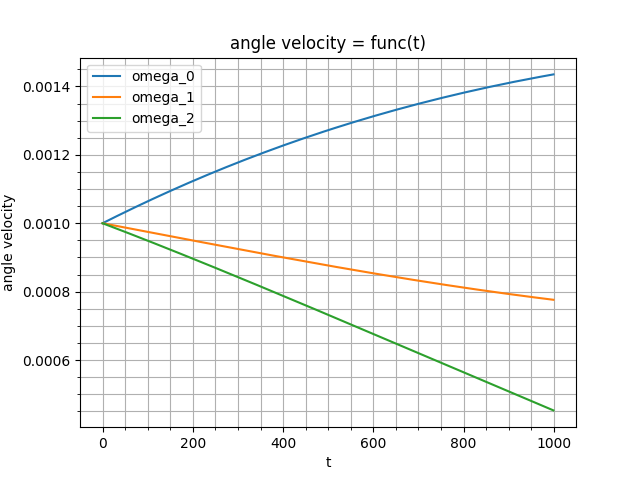 angle velocity = func(t)
omega_0
omega_1
omega_2
0.0014
0.0012
0.0010
0.0008
0.0006
angle velocity
0 200 400 600 800 1000
t